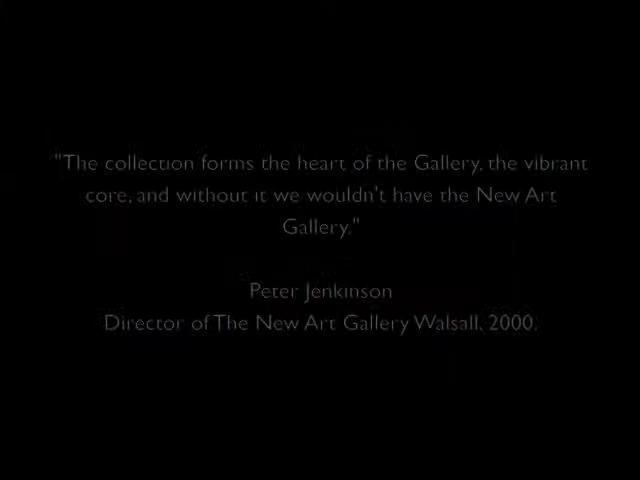 "The collection forms the heart of the Gallery, the vibrant
core, and without it we wouldn't have the New Art
Gallery."
Peter Jenkinson
Director of The New Art Gallery Walsall, 2000.